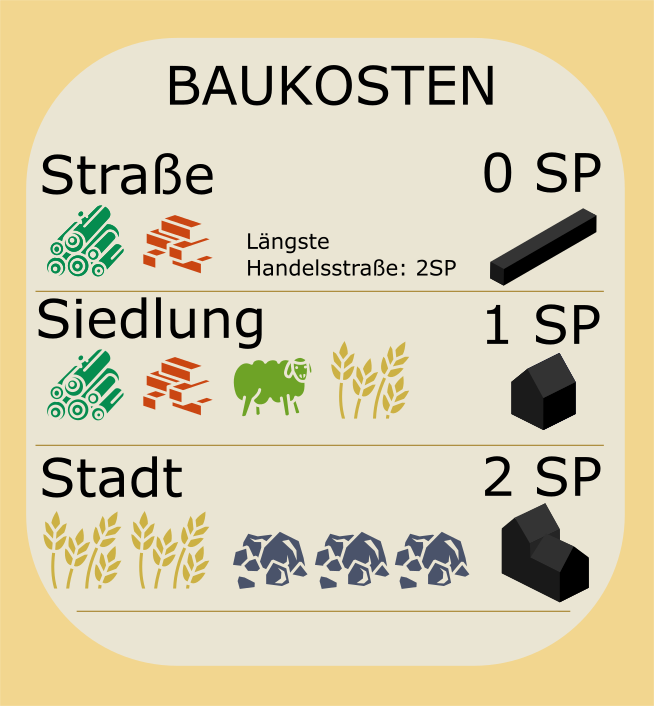 BAUKOSTEN
Straße 0 SP
Längste
Handelsstraße: 2SP
Siedlung 1 SP
Stadt 2 SP